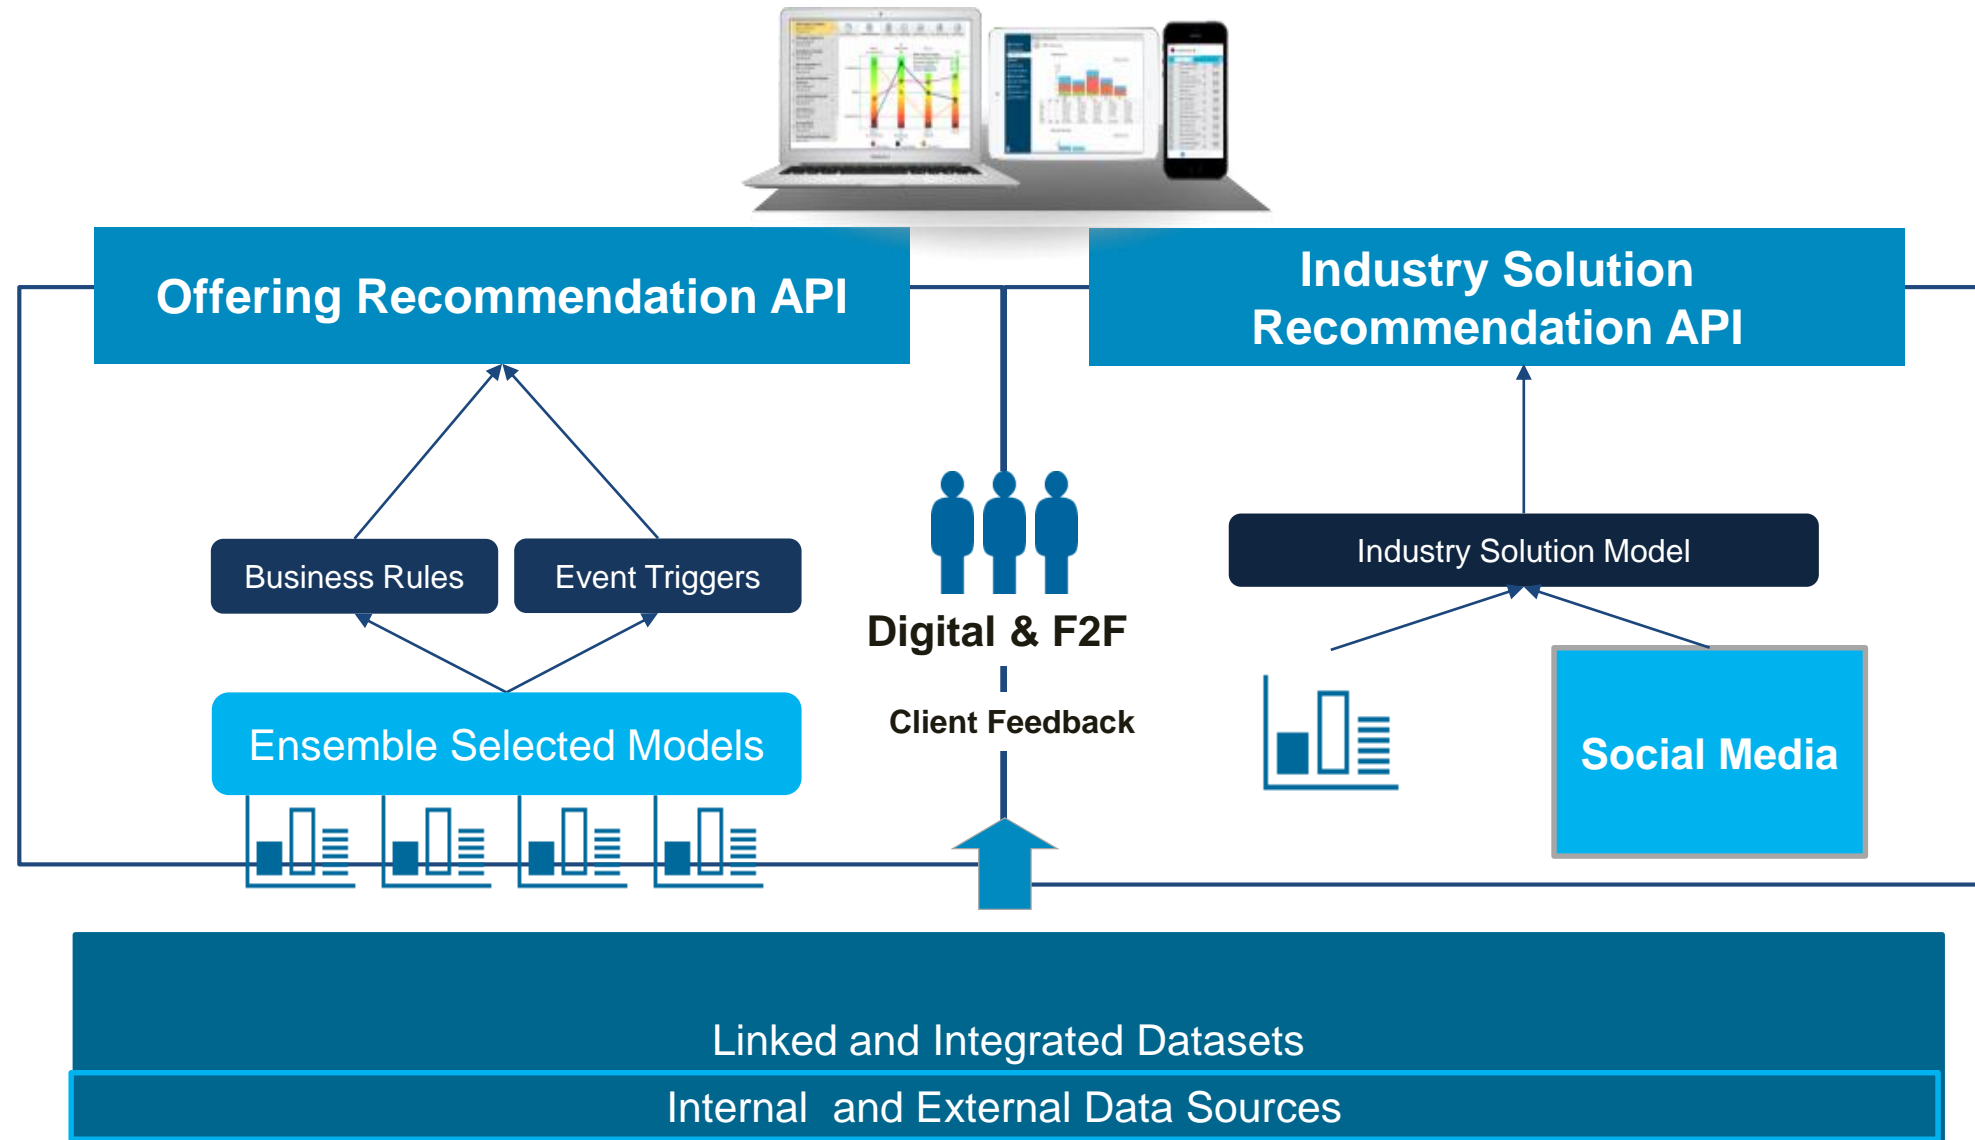 Offering Recommendation API
Industry Solution
Recommendation API
Business Rules
Event Triggers
Industry Solution Model
Digital & F2F
Client Feedback
Ensemble Selected Models
Social Media
Linked and Integrated Datasets
Internal  and External Data Sources